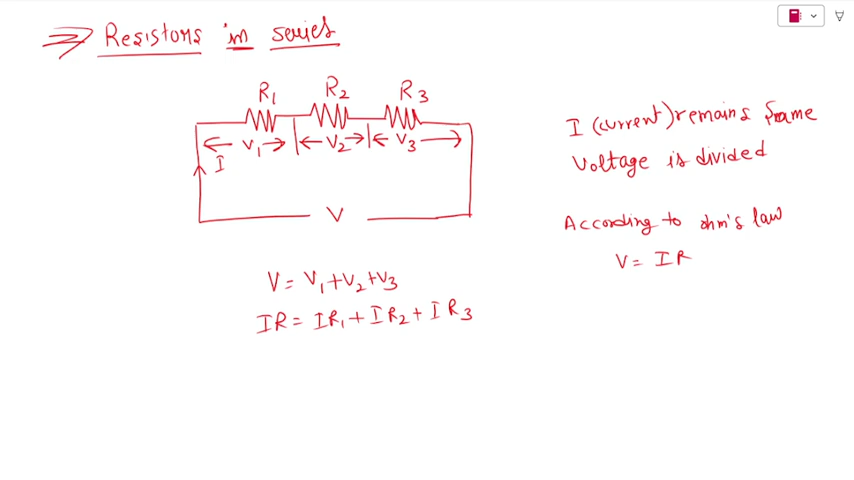 Resistors in series
R1 R2 R3
V1 V2 V3
I
V
I (current) remains same
Voltage is divided
According to ohm's law
V = IR
V = V1+V2+V3
IR = IR1 + IR2 + IR3